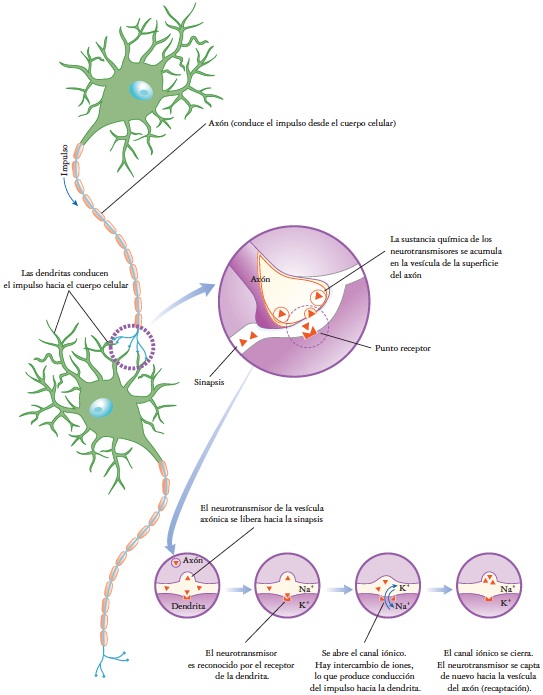 Axón (conduce el impulso desde el cuerpo celular)
Impulso
La sustancia química de los
neurotransmisores se acumula
en la vesícula de la superficie
del axón
Las dendritas conducen
el impulso hacia el cuerpo celular
Axón
Punto receptor
Sinapsis
El neurotransmisor de la vesícula
axónica se libera hacia la sinapsis
Axón
Dendrita
Na+
K+
K+
Na+
Na+
K+
El neurotransmisor
es reconocido por el receptor
de la dendrita.
Se abre el canal iónico.
Hay intercambio de iones,
lo que produce conducción
del impulso hacia la dendrita.
El canal iónico se cierra.
El neurotransmisor se capta
de nuevo hacia la vesícula
del axón (recaptación).